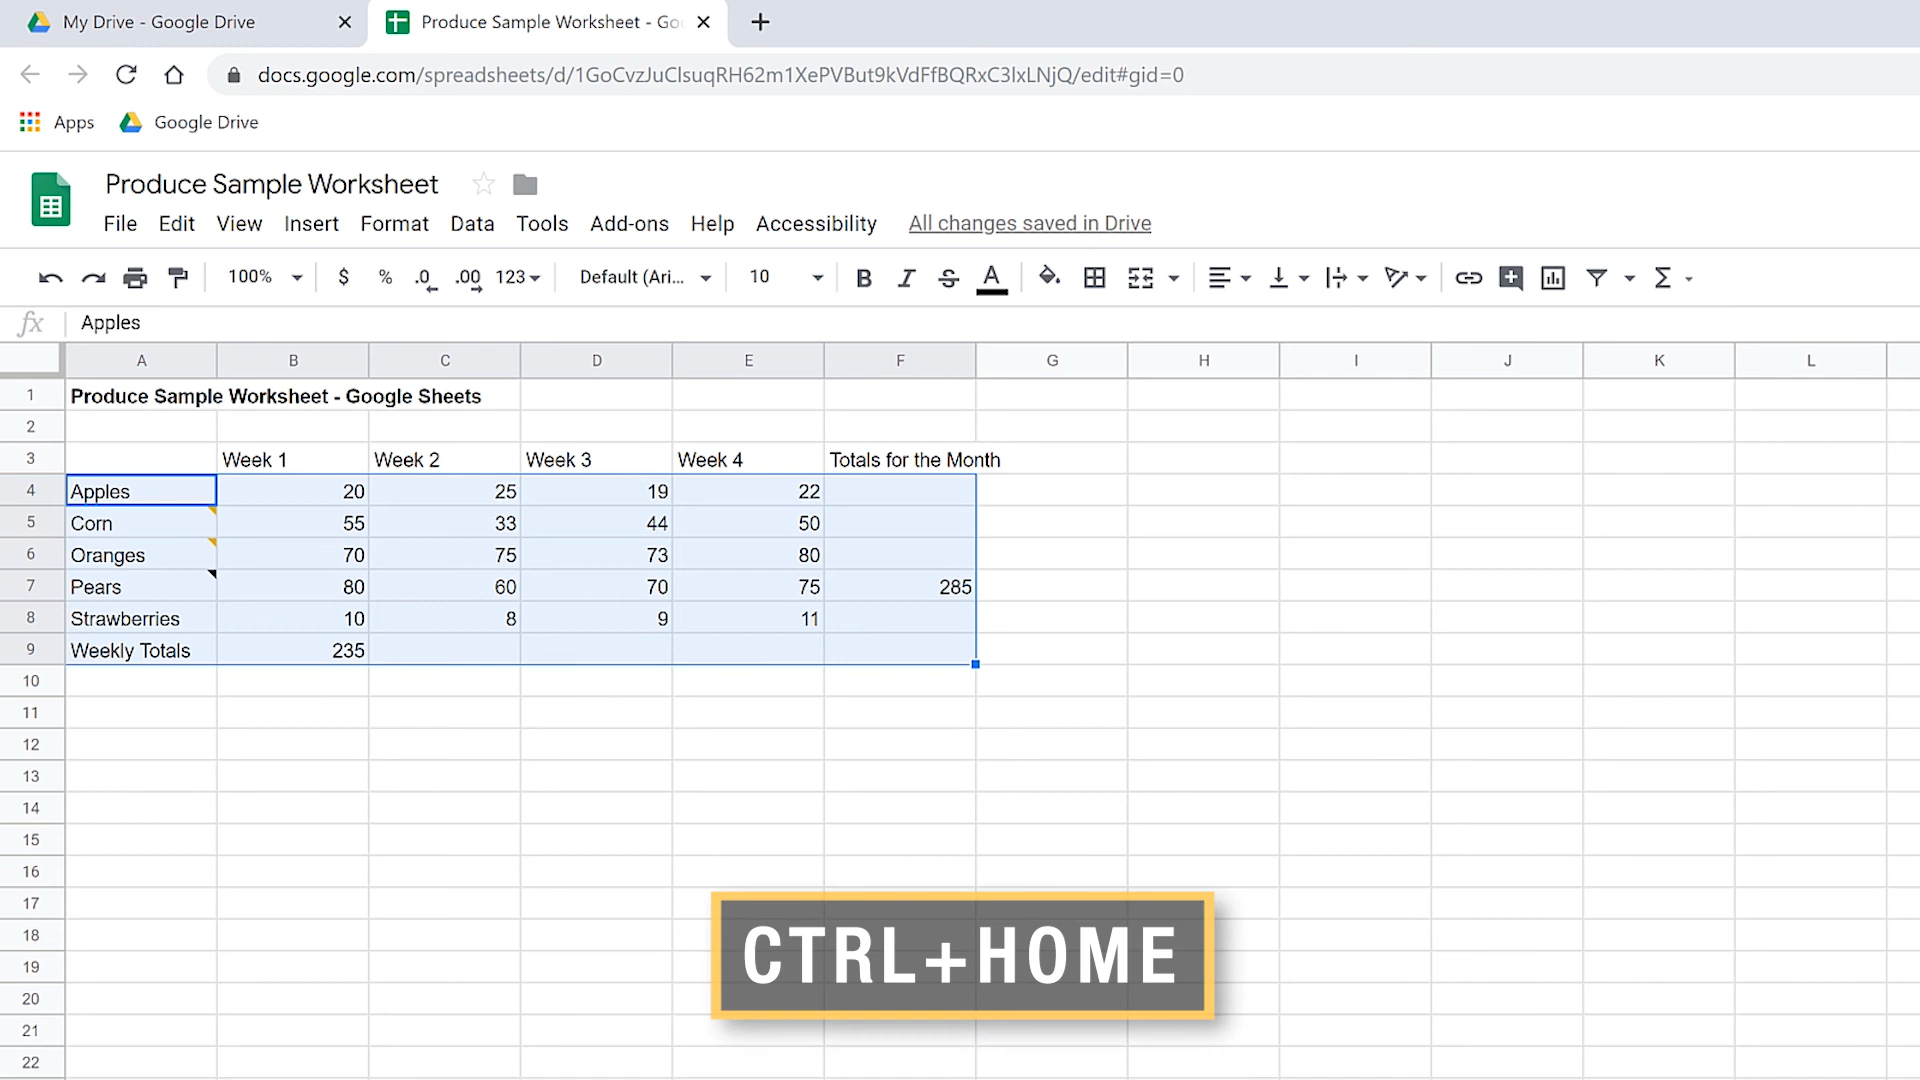 My Drive - Google Drive
Produce Sample Worksheet - Go
docs.google.com/spreadsheets/d/1GoCvzJuClsuqRH62m1XePVBut9kVdFfBQRxC3lxLNjQ/edit#gid=0
Apps Google Drive
Produce Sample Worksheet
File Edit View Insert Format Data Tools Add-ons Help Accessibility All changes saved in Drive
100% $ % .0 .00 123 Default (Ari... 10 B I S A Σ
fx Apples
A B C D E F G H I J K L
1 Produce Sample Worksheet - Google Sheets
2
3 Week 1 Week 2 Week 3 Week 4 Totals for the Month
4 Apples 20 25 19 22
5 Corn 55 33 44 50
6 Oranges 70 75 73 80
7 Pears 80 60 70 75 285
8 Strawberries 10 8 9 11
9 Weekly Totals 235
10
11
12
13
14
15
16
17
18
19
20
21
22
CTRL+HOME